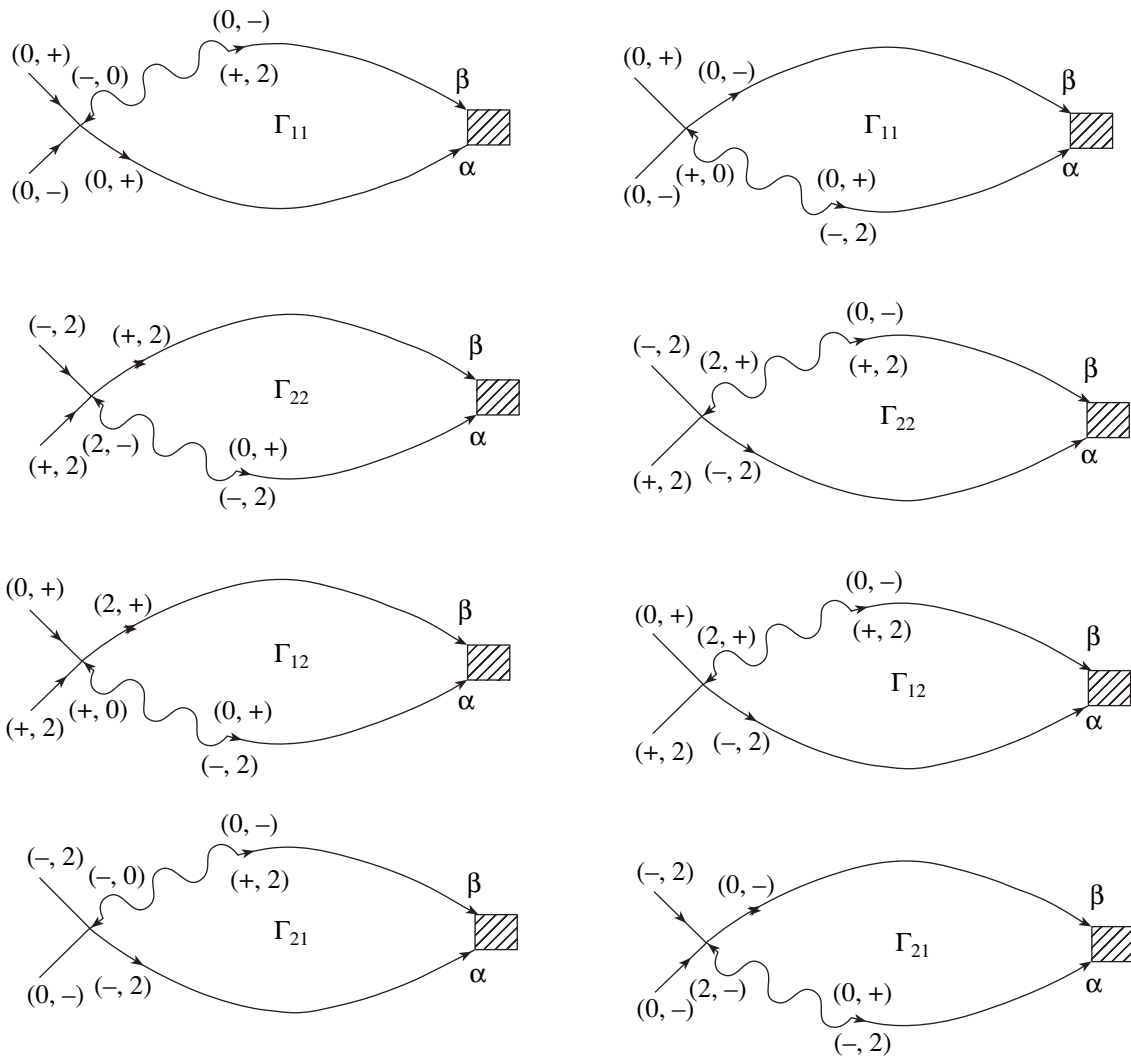 (0, –)
(0, +)
(–, 0)
(+, 2)
β
Γ11
α
(0, –)
(0, +)
(0, +)
(0, –)
β
Γ11
α
(0, –)
(+, 0)
(0, +)
(–, 2)
(–, 2)
(+, 2)
β
Γ22
α
(+, 2)
(2, –)
(0, +)
(–, 2)
(0, –)
(–, 2)
(2, +)
(+, 2)
β
Γ22
α
(+, 2)
(–, 2)
(0, +)
(2, +)
β
Γ12
α
(+, 2)
(+, 0)
(0, +)
(–, 2)
(0, –)
(0, +)
(2, +)
(+, 2)
β
Γ12
α
(+, 2)
(–, 2)
(0, –)
(–, 2)
(–, 0)
(+, 2)
β
Γ21
α
(0, –)
(–, 2)
(–, 2)
(0, –)
β
Γ21
α
(0, –)
(2, –)
(0, +)
(–, 2)